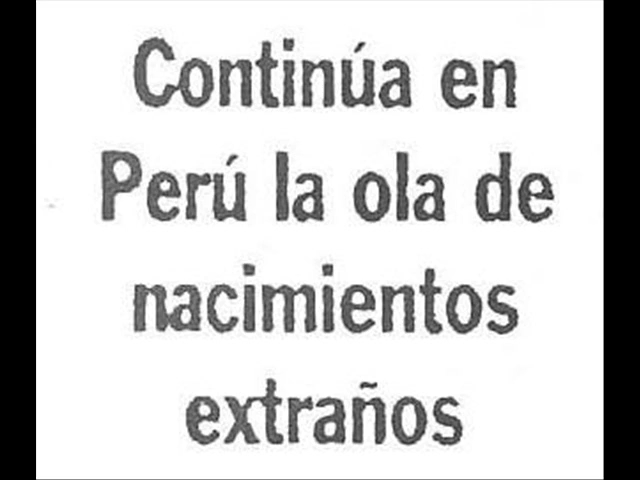 Continúa en
Perú la ola de
nacimientos
extraños